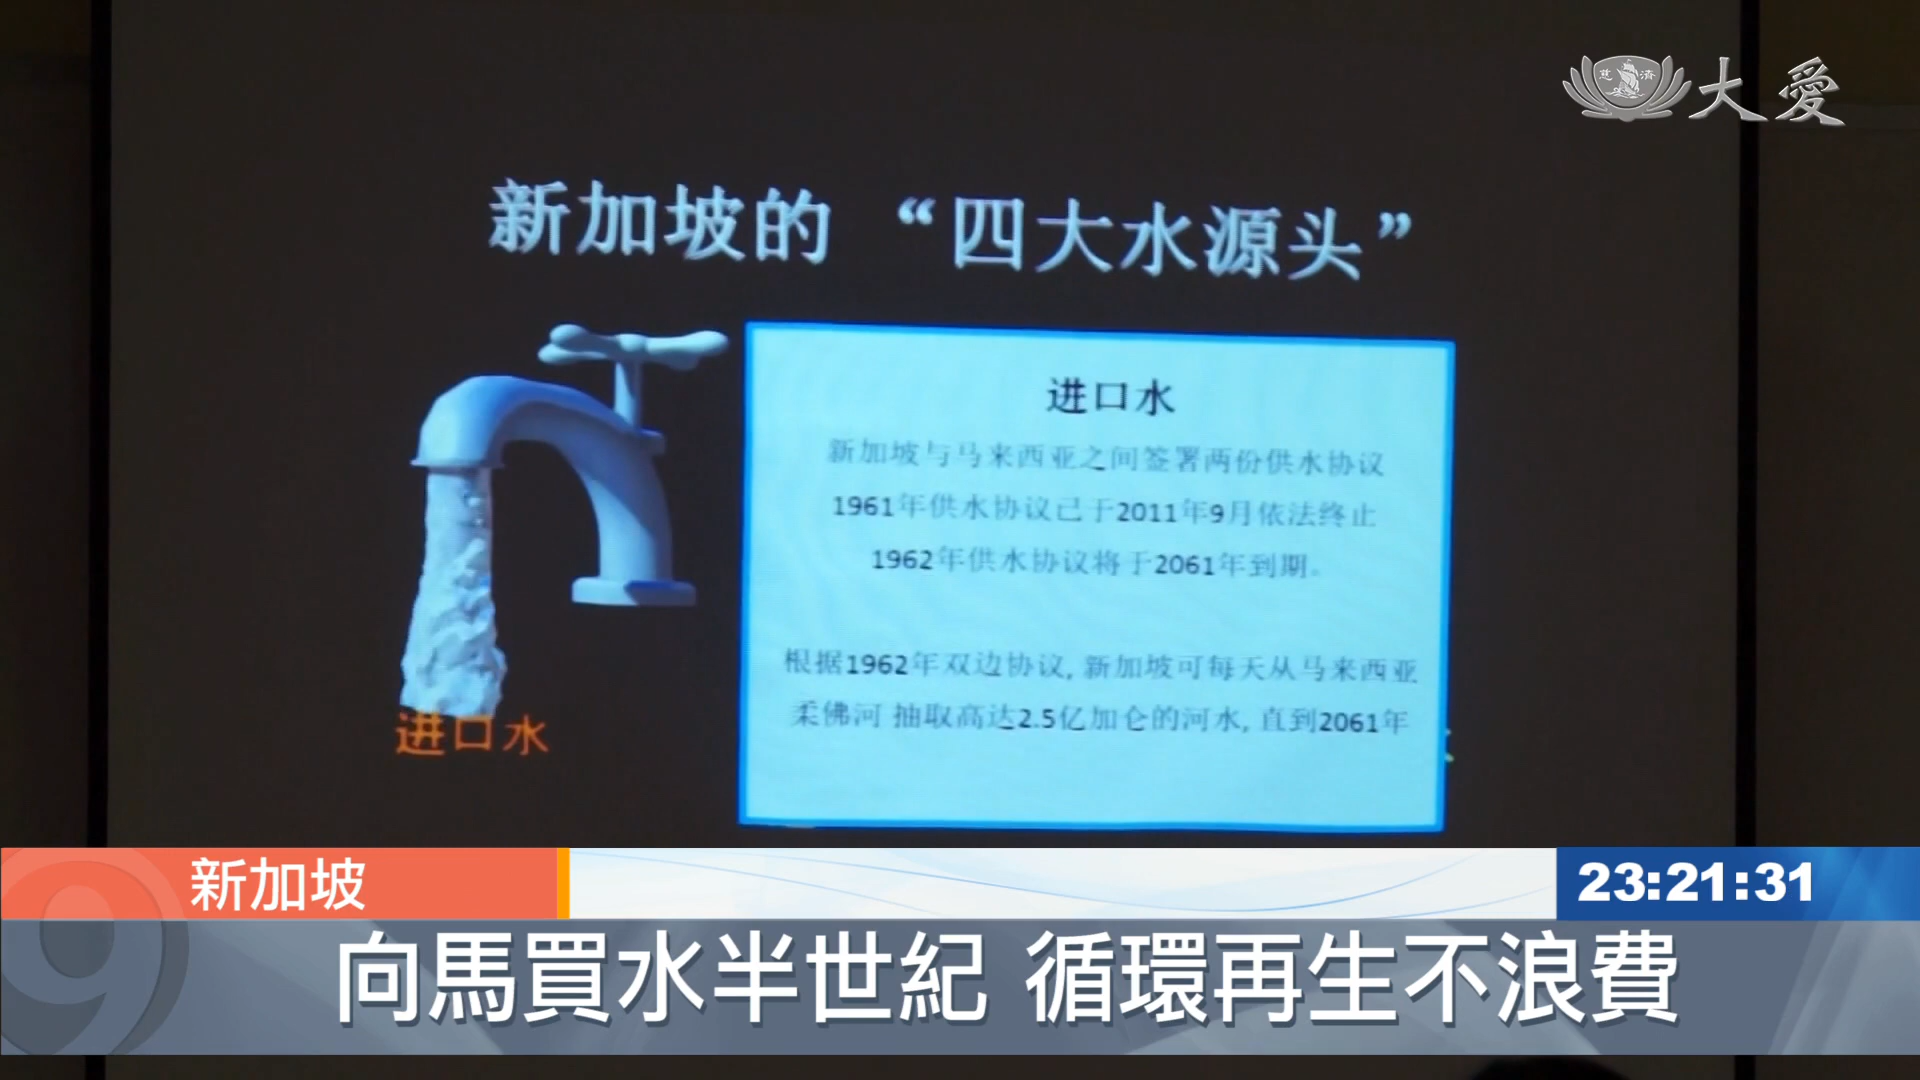 慈 濟
大愛
新加坡的 “四大水源头”
进口水
新加坡与马来西亚之间签署两份供水协议
1961年供水协议已于2011年9月依法终止
1962年供水协议将于2061年到期。
根据1962年双边协议, 新加坡可每天从马来西亚
柔佛河 抽取高达2.5亿加仑的河水, 直到2061年
进口水
新加坡
23:21:31
向馬買水半世紀 循環再生不浪費